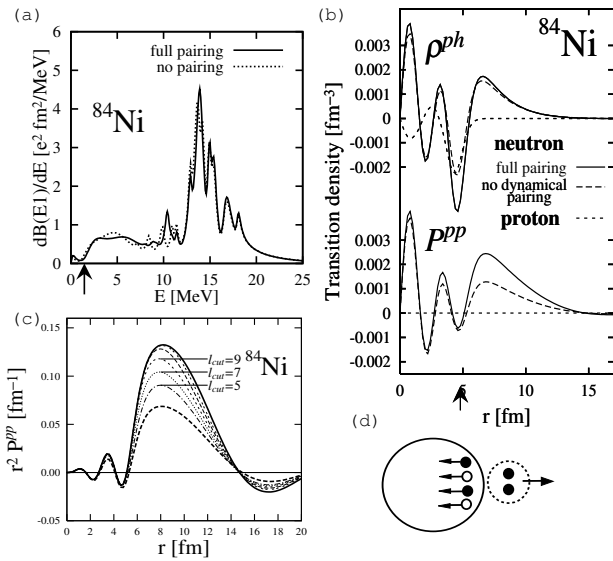 (a)
6
5
4
3
2
1
0
dB(E1)/dE [e² fm²/MeV]
full pairing
no pairing
⁸⁴Ni
0 5 10 15 20 25
E [MeV]
(b)
⁸⁴Ni
0.003
0.002
0.001
0
-0.001
-0.002
ρᵖʰ
neutron
full pairing
no dynamical
pairing
proton
Transition density [fm⁻³]
0.003
0.002
0.001
0
-0.001
-0.002
Pᵖᵖ
0 5 10 15
r [fm]
(c)
0.15
0.10
0.05
0.00
-0.05
r² Pᵖᵖ [fm⁻¹]
l_cut=9
l_cut=7
l_cut=5
⁸⁴Ni
0 2 4 6 8 10 12 14 16 18 20
r [fm]
(d)